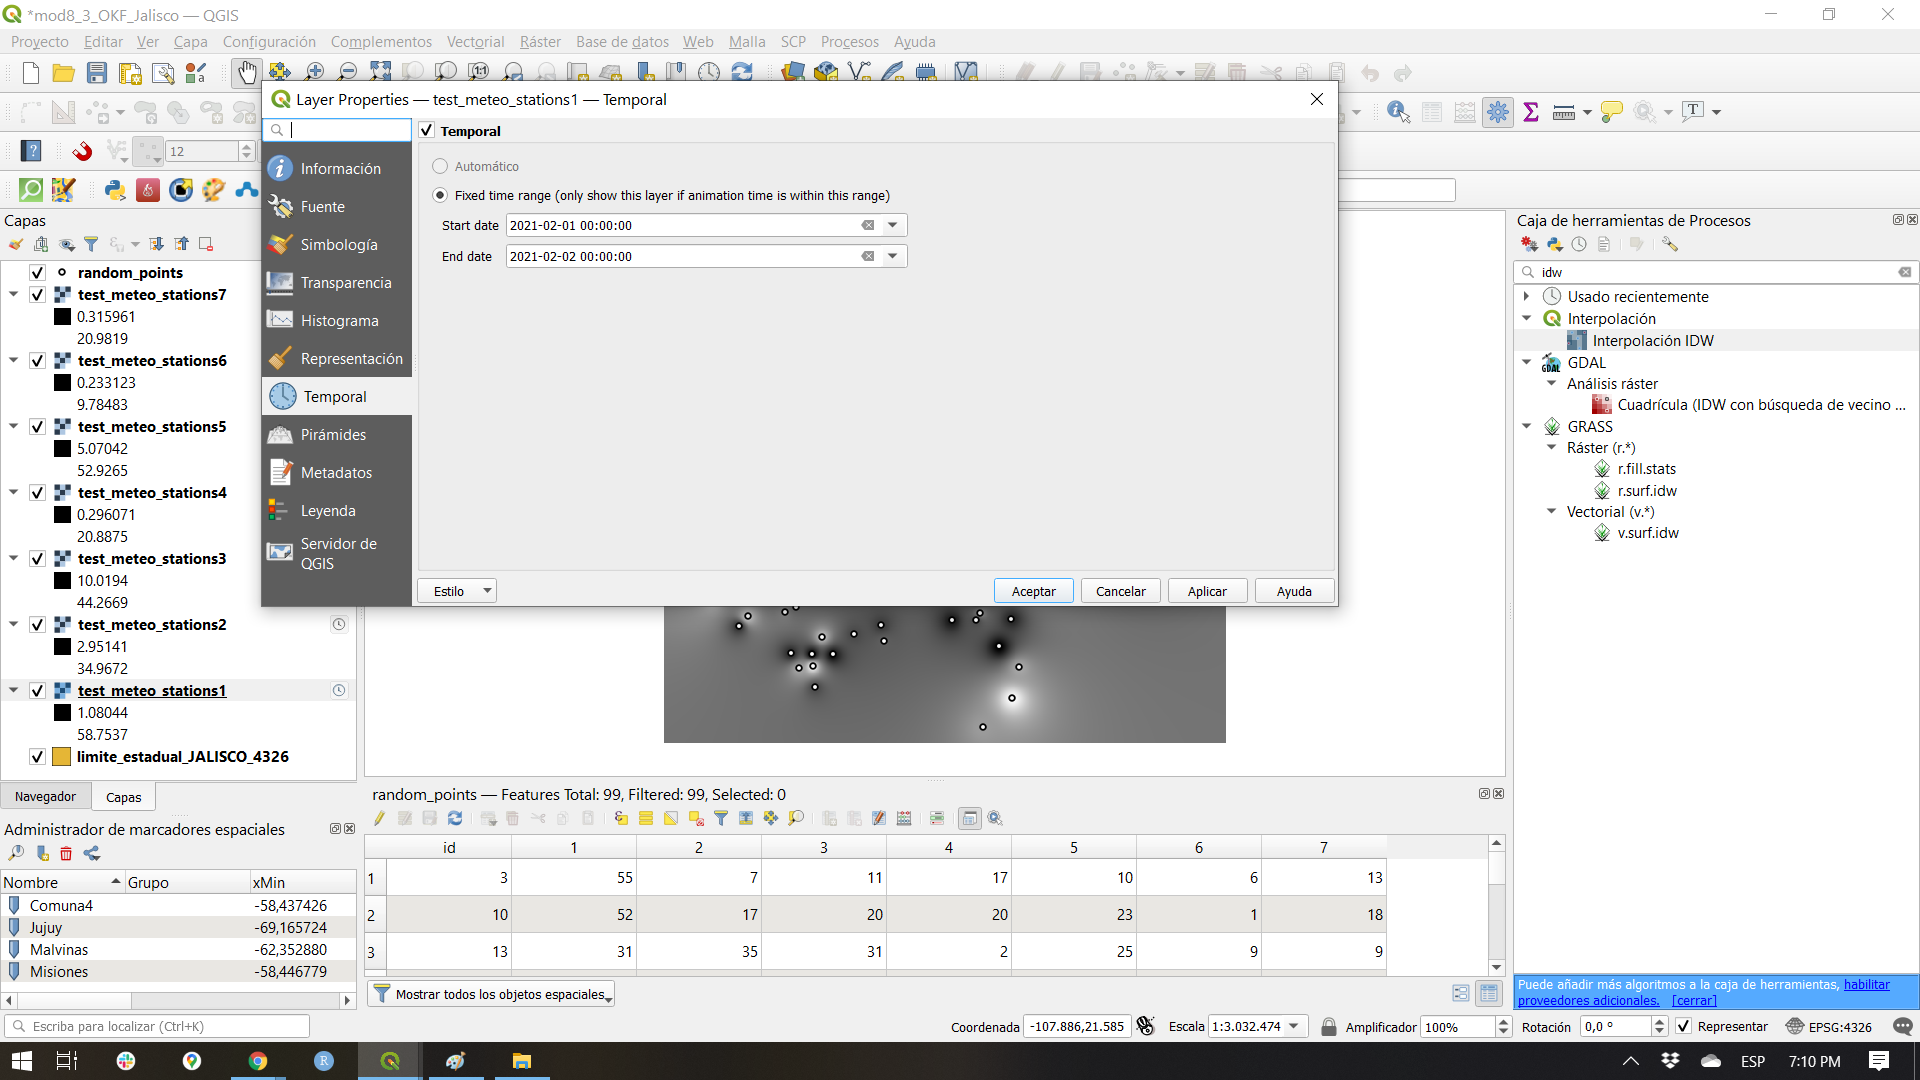 *mod8_3_OKF_Jalisco — QGIS
Proyecto Editar Ver Capa Configuración Complementos Vectorial Ráster Base de datos Web Malla SCP Procesos Ayuda
Layer Properties — test_meteo_stations1 — Temporal
12
Información
Fuente
Simbología
Transparencia
Histograma
Representación
Temporal
Pirámides
Metadatos
Leyenda
Servidor de
QGIS
Temporal
Automático
Fixed time range (only show this layer if animation time is within this range)
Start date 2021-02-01 00:00:00
End date 2021-02-02 00:00:00
Estilo
Aceptar Cancelar Aplicar Ayuda
Capas
random_points
test_meteo_stations7
0.315961
20.9819
test_meteo_stations6
0.233123
9.78483
test_meteo_stations5
5.07042
52.9265
test_meteo_stations4
0.296071
20.8875
test_meteo_stations3
10.0194
44.2669
test_meteo_stations2
2.95141
34.9672
test_meteo_stations1
1.08044
58.7537
limite_estadual_JALISCO_4326
Navegador Capas
Administrador de marcadores espaciales
Nombre Grupo xMin
Comuna4 -58,437426
Jujuy -69,165724
Malvinas -62,352880
Misiones -58,446779
random_points — Features Total: 99, Filtered: 99, Selected: 0
id 1 2 3 4 5 6 7
1 3 55 7 11 17 10 6 13
2 10 52 17 20 20 23 1 18
3 13 31 35 31 2 25 9 9
Mostrar todos los objetos espaciales
Caja de herramientas de Procesos
idw
Usado recientemente
Interpolación
Interpolación IDW
GDAL
Análisis ráster
Cuadrícula (IDW con búsqueda de vecino ...
GRASS
Ráster (r.*)
r.fill.stats
r.surf.idw
Vectorial (v.*)
v.surf.idw
Puede añadir más algoritmos a la caja de herramientas, habilitar
proveedores adicionales. [cerrar]
Escriba para localizar (Ctrl+K)
Coordenada -107.886,21.585 Escala 1:3.032.474 Amplificador 100% Rotación 0,0 ° Representar EPSG:4326
ESP 7:10 PM